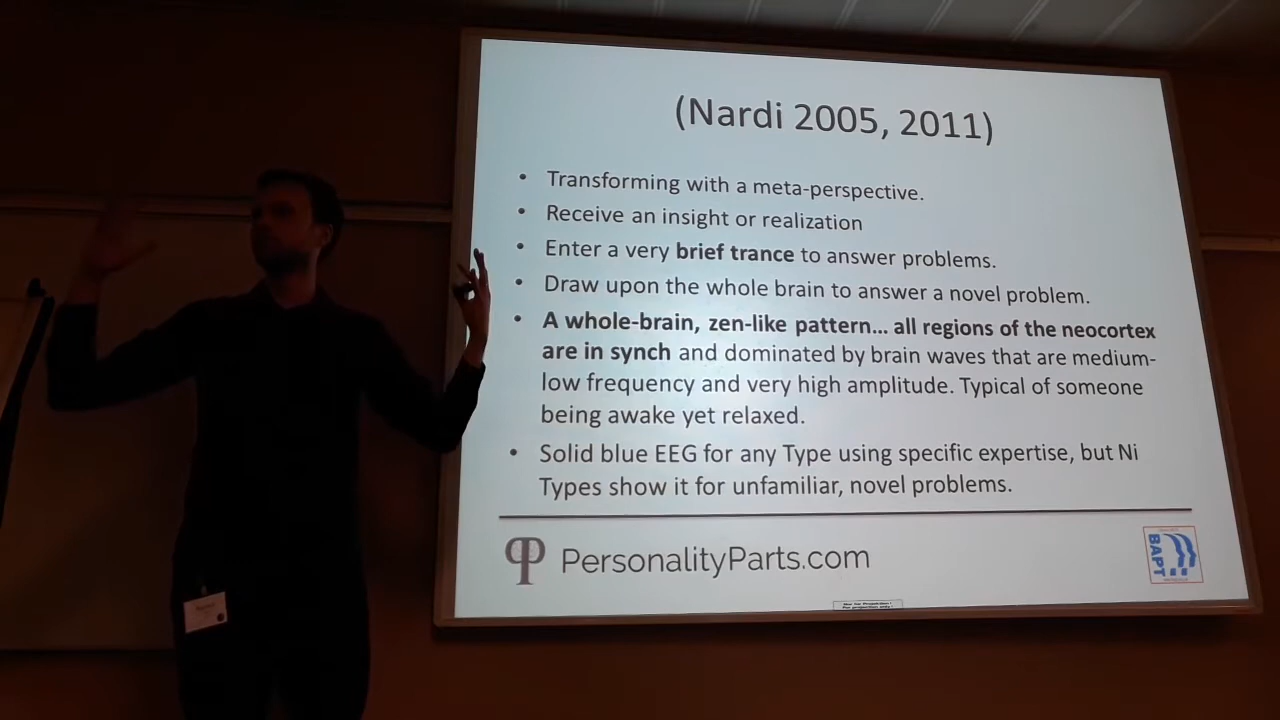 (Nardi 2005, 2011)
• Transforming with a meta-perspective.
• Receive an insight or realization
• Enter a very brief trance to answer problems.
• Draw upon the whole brain to answer a novel problem.
• A whole-brain, zen-like pattern… all regions of the neocortex
are in synch and dominated by brain waves that are medium-
low frequency and very high amplitude. Typical of someone
being awake yet relaxed.
• Solid blue EEG for any Type using specific expertise, but Ni
Types show it for unfamiliar, novel problems.
PersonalityParts.com
BAPT